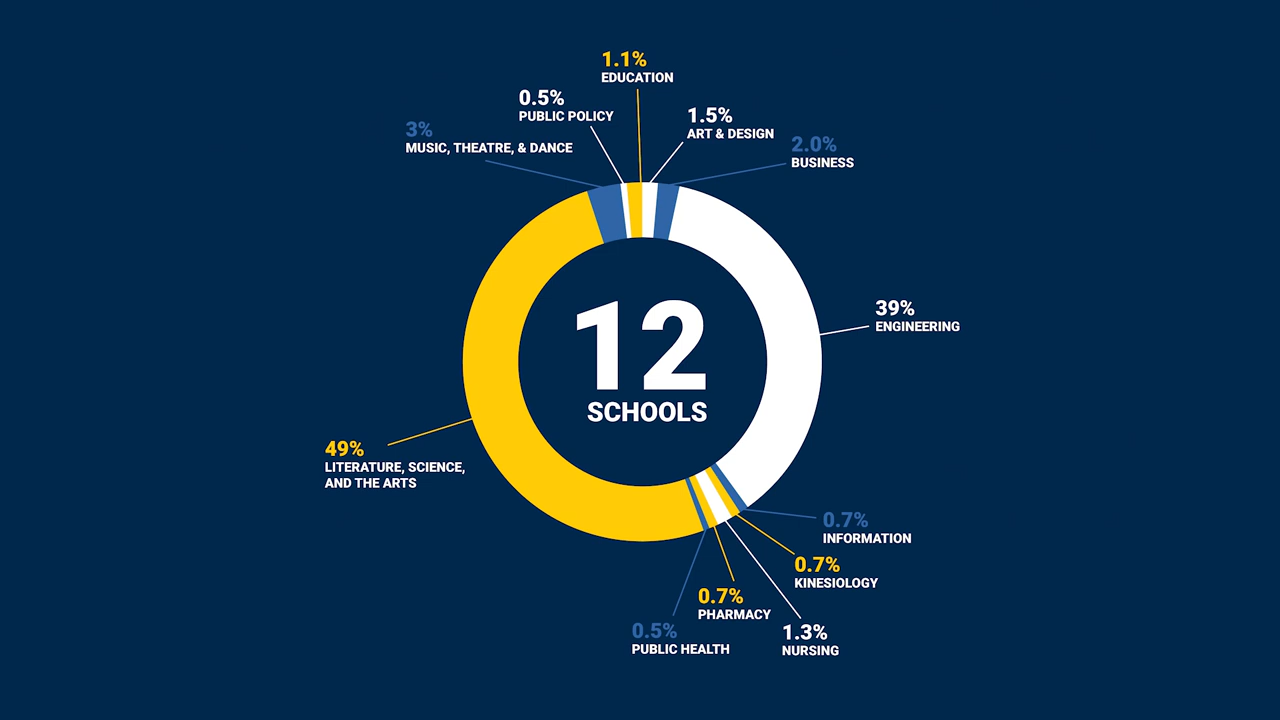 1.1%
EDUCATION
0.5%
PUBLIC POLICY
1.5%
ART & DESIGN
3%
MUSIC, THEATRE, & DANCE
2.0%
BUSINESS
39%
ENGINEERING
12
SCHOOLS
49%
LITERATURE, SCIENCE,
AND THE ARTS
0.7%
INFORMATION
0.7%
KINESIOLOGY
0.7%
PHARMACY
1.3%
NURSING
0.5%
PUBLIC HEALTH